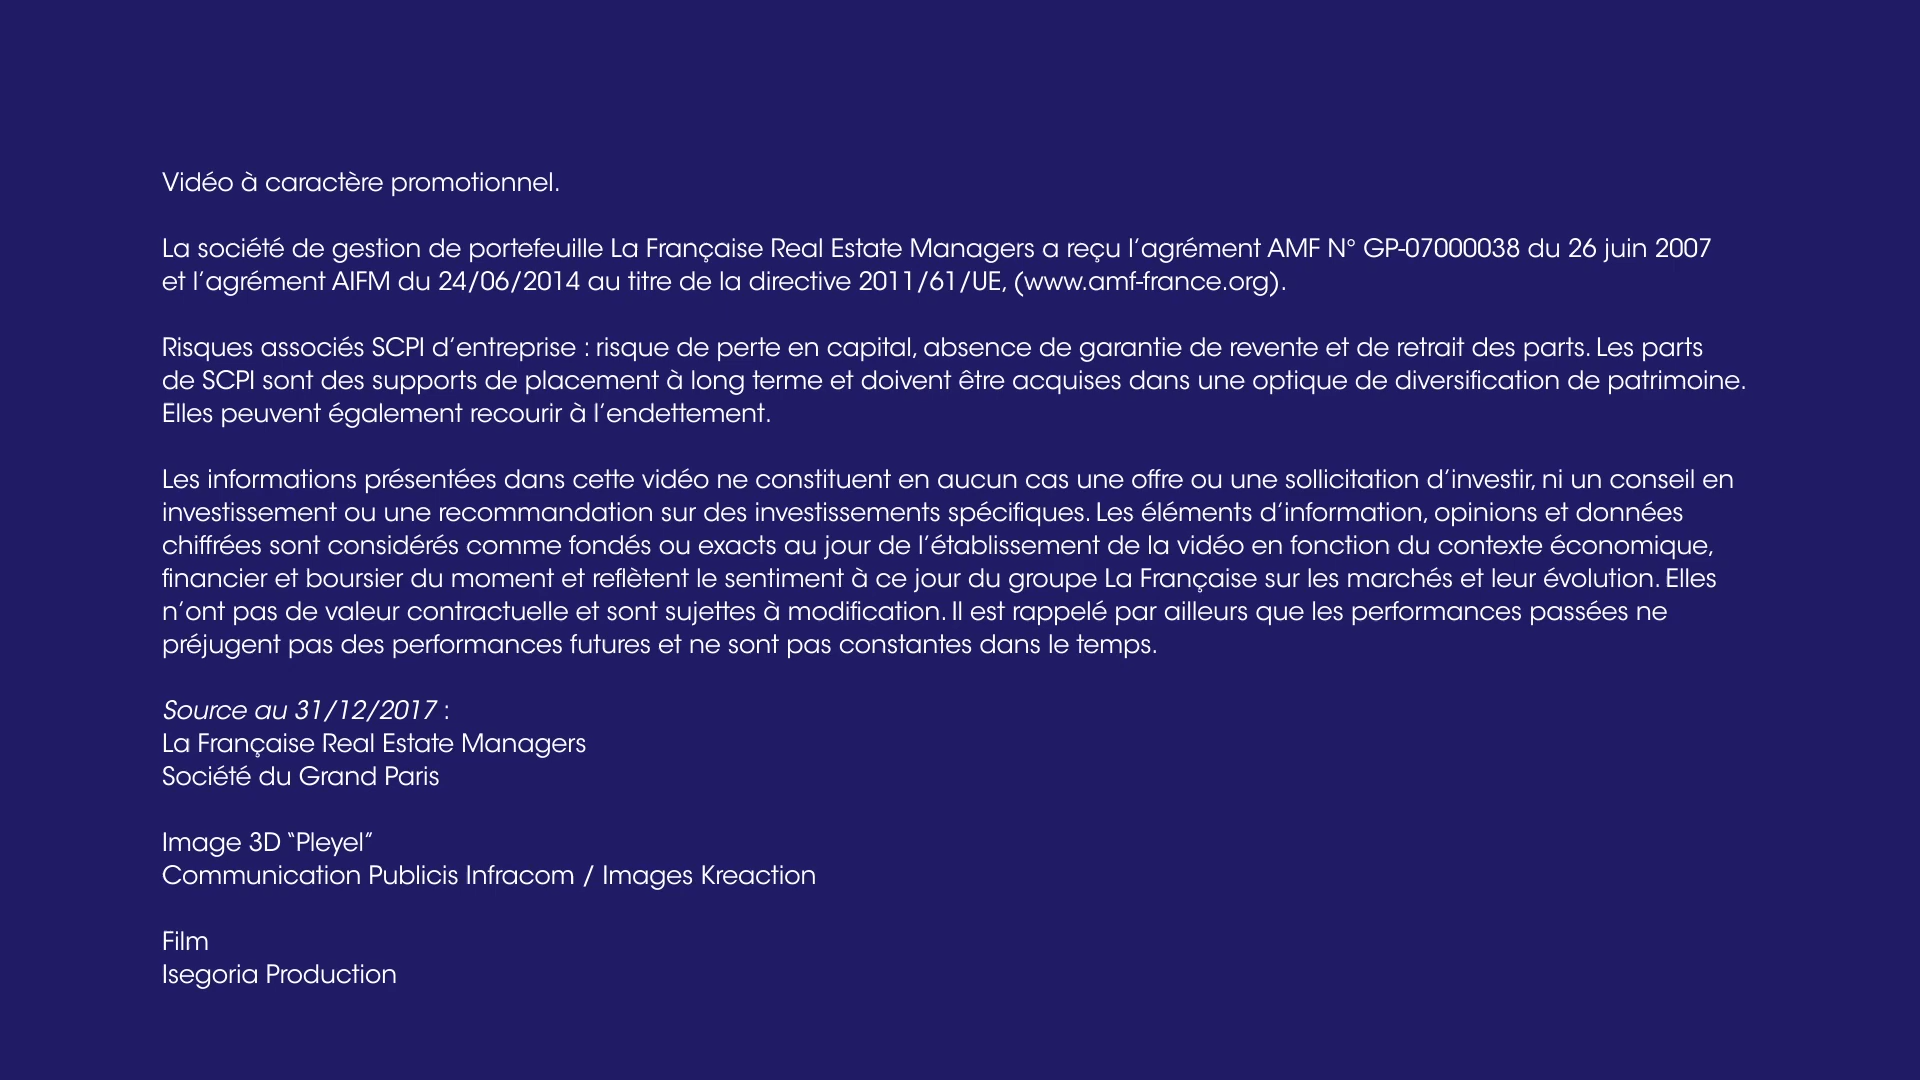 Vidéo à caractère promotionnel.
La société de gestion de portefeuille La Française Real Estate Managers a reçu l’agrément AMF N° GP-07000038 du 26 juin 2007
et l’agrément AIFM du 24/06/2014 au titre de la directive 2011/61/UE, (www.amf-france.org).
Risques associés SCPI d’entreprise : risque de perte en capital, absence de garantie de revente et de retrait des parts. Les parts
de SCPI sont des supports de placement à long terme et doivent être acquises dans une optique de diversification de patrimoine.
Elles peuvent également recourir à l’endettement.
Les informations présentées dans cette vidéo ne constituent en aucun cas une offre ou une sollicitation d’investir, ni un conseil en
investissement ou une recommandation sur des investissements spécifiques. Les éléments d’information, opinions et données
chiffrées sont considérés comme fondés ou exacts au jour de l’établissement de la vidéo en fonction du contexte économique,
financier et boursier du moment et reflètent le sentiment à ce jour du groupe La Française sur les marchés et leur évolution. Elles
n’ont pas de valeur contractuelle et sont sujettes à modification. Il est rappelé par ailleurs que les performances passées ne
préjugent pas des performances futures et ne sont pas constantes dans le temps.
Source au 31/12/2017 :
La Française Real Estate Managers
Société du Grand Paris
Image 3D “Pleyel”
Communication Publicis Infracom / Images Kreaction
Film
Isegoria Production